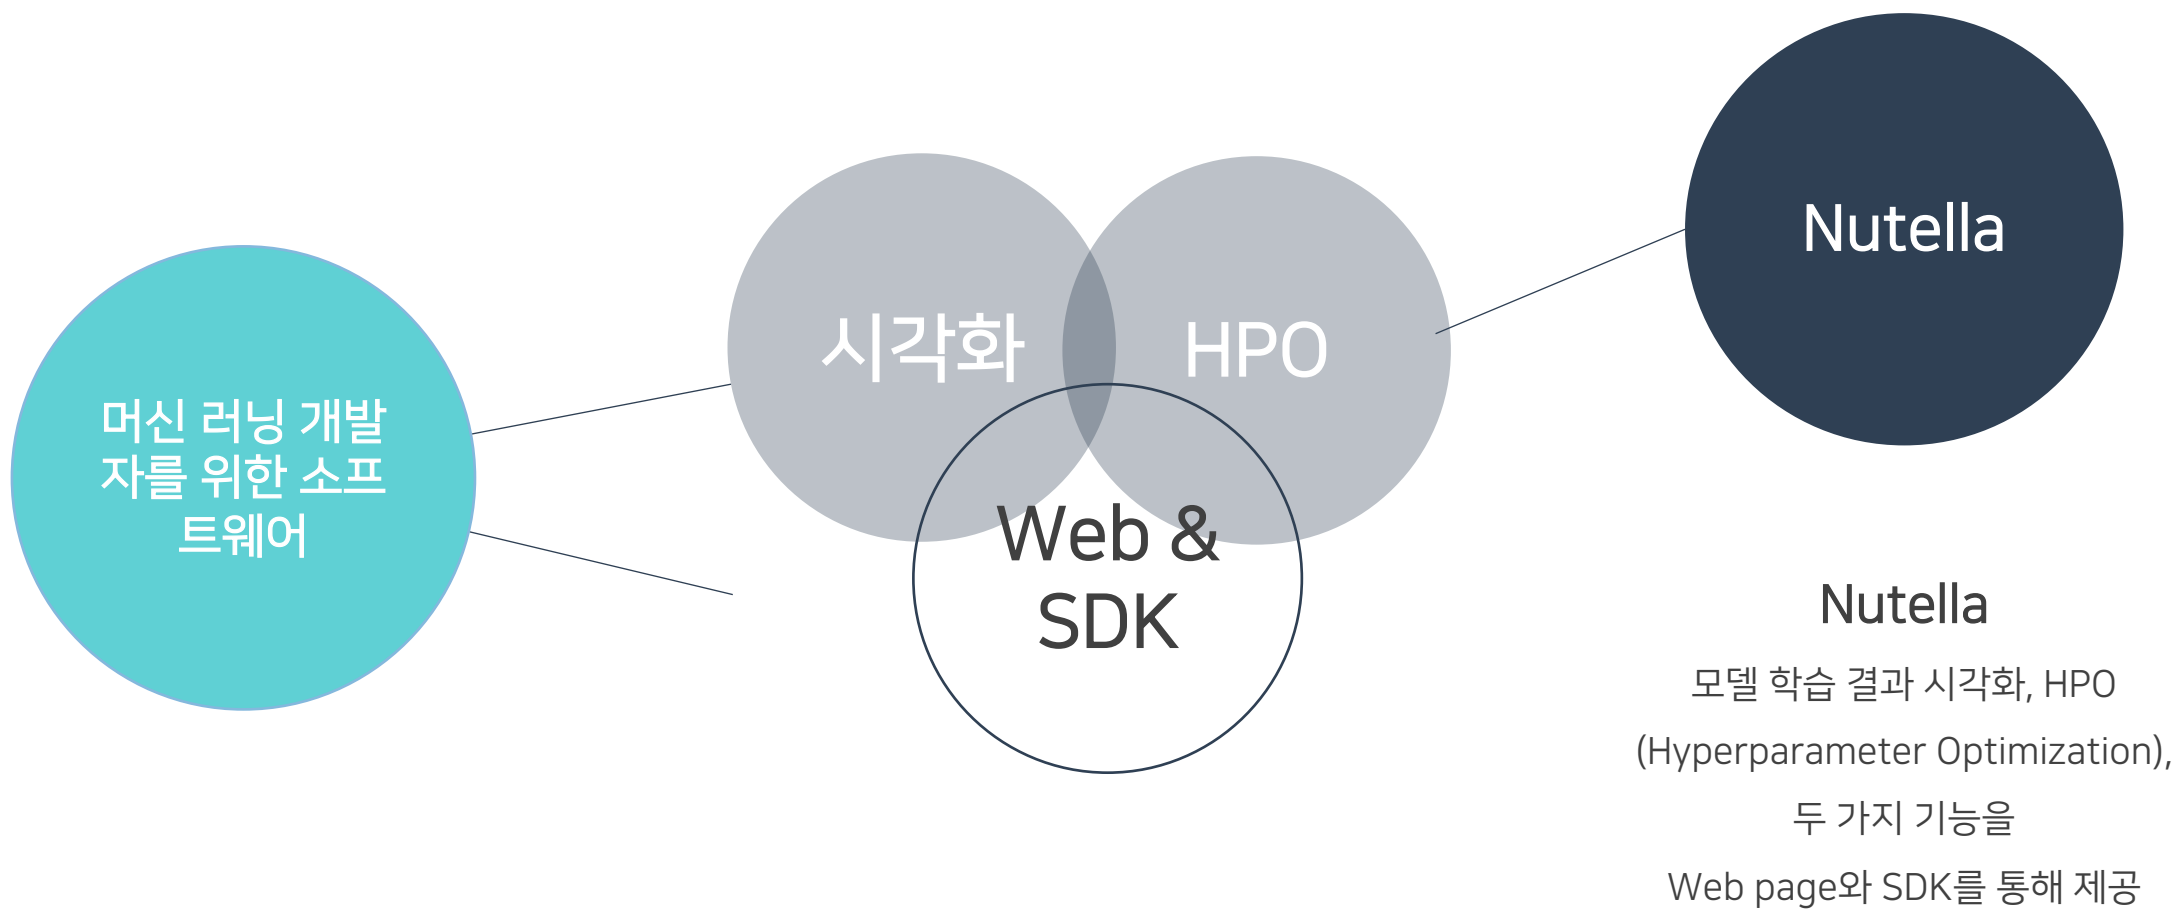 머신 러닝 개발
자를 위한 소프
트웨어
시각화
HPO
Web &
SDK
Nutella
Nutella
모델 학습 결과 시각화, HPO
(Hyperparameter Optimization),
두 가지 기능을
Web page와 SDK를 통해 제공